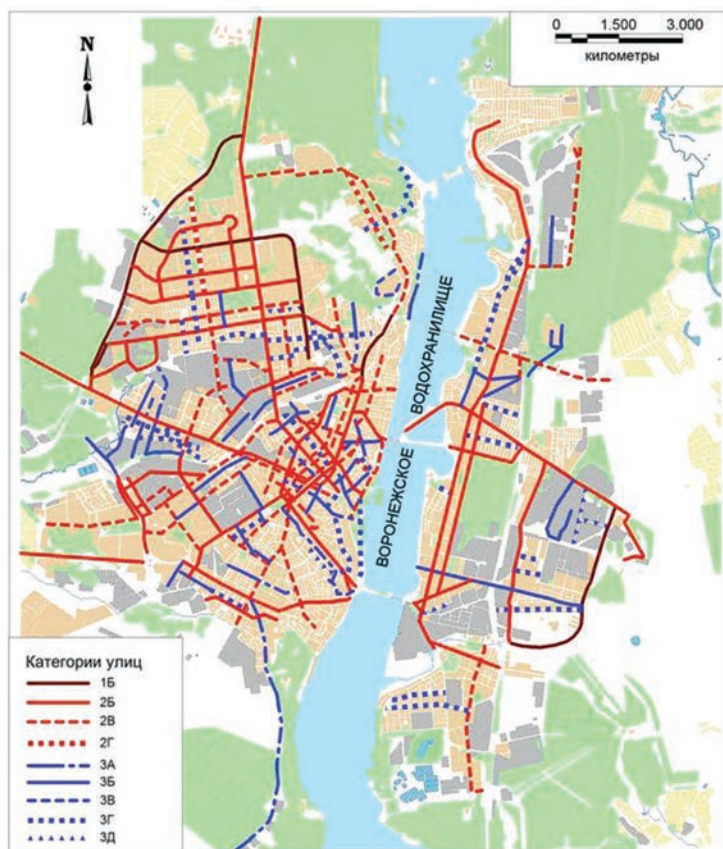 N
0 1.500 3.000
километры
ВОРОНЕЖСКОЕ ВОДОХРАНИЛИЩЕ
Категории улиц
1Б
2Б
2В
2Г
3А
3Б
3В
3Г
3Д